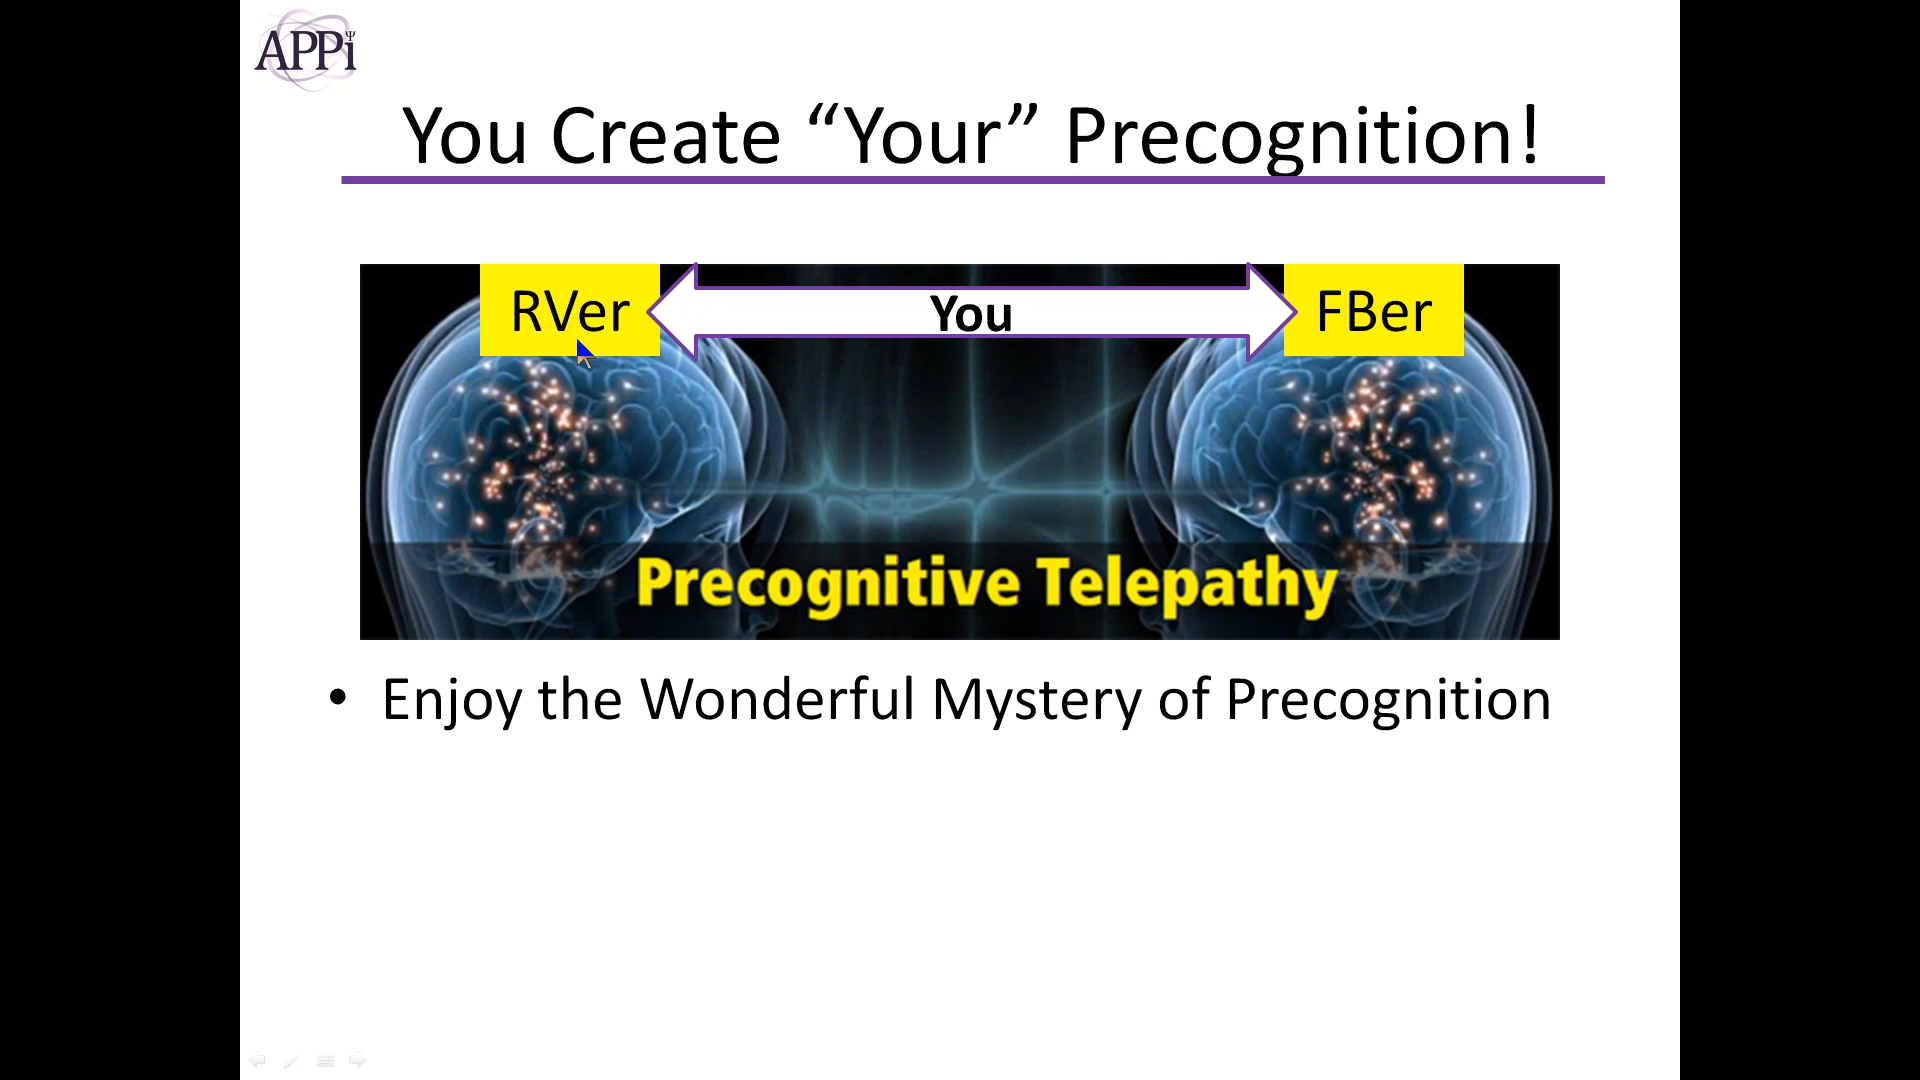 APPi
Ψ
You Create “Your” Precognition!
RVer
You
FBer
Precognitive Telepathy
• Enjoy the Wonderful Mystery of Precognition